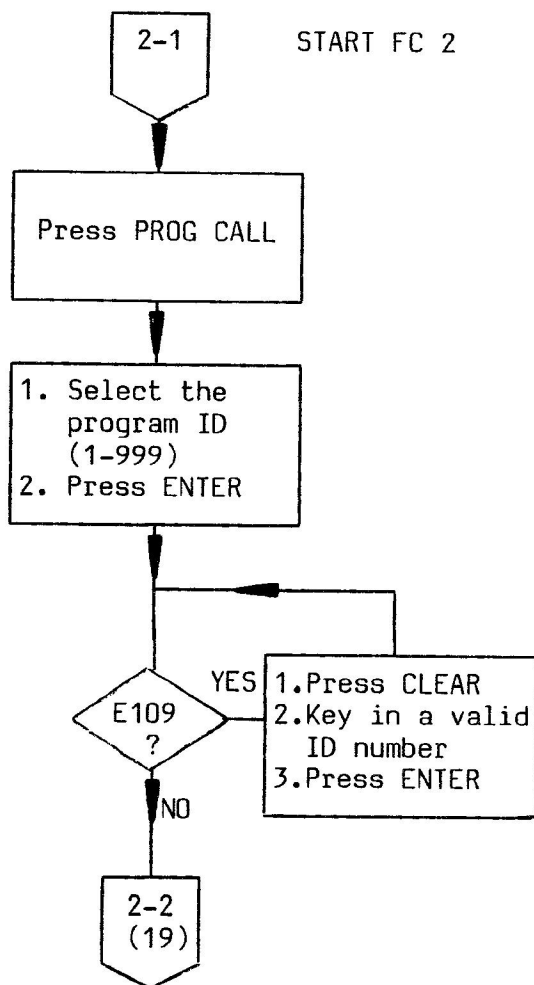 2-1
START FC 2
Press PROG CALL
1. Select the
program ID
(1-999)
2. Press ENTER
E109
?
YES
1.Press CLEAR
2.Key in a valid
ID number
3.Press ENTER
NO
2-2
(19)